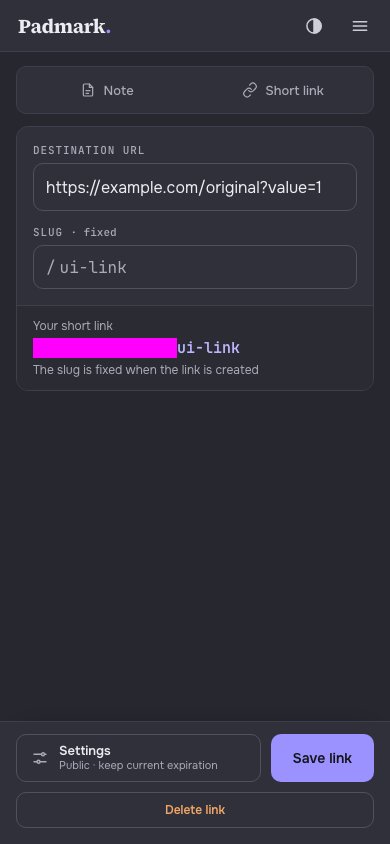 Padmark.
Note
Short link
DESTINATION URL
https://example.com/original?value=1
SLUG · fixed
/ ui-link
Your short link
ui-link
The slug is fixed when the link is created
Settings
Public · keep current expiration
Save link
Delete link